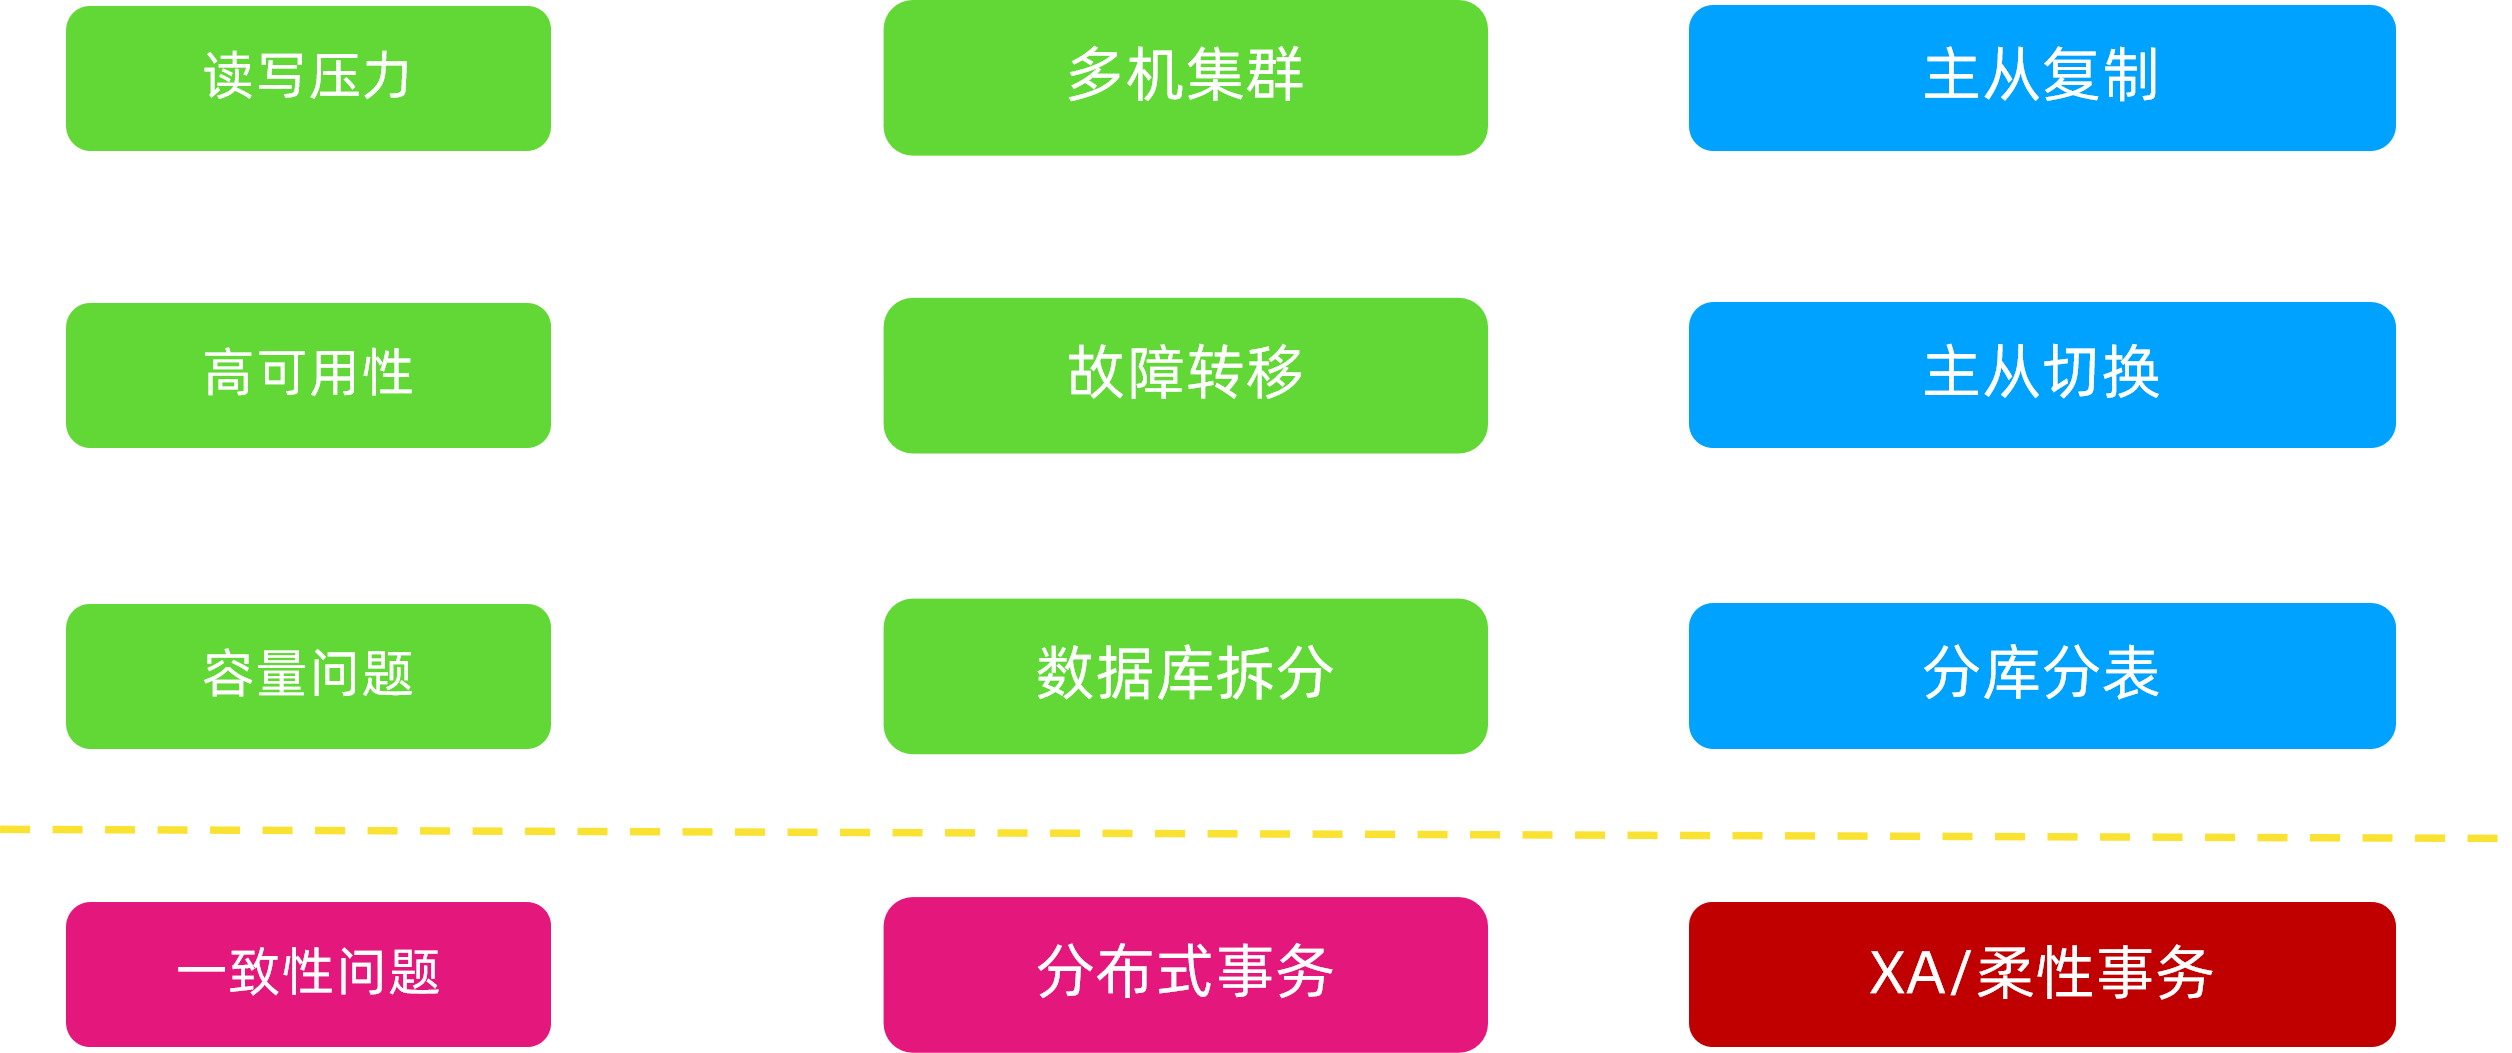 读写压力
多机集群
主从复制
高可用性
故障转移
主从切换
容量问题
数据库拆分
分库分表
一致性问题
分布式事务
XA/柔性事务